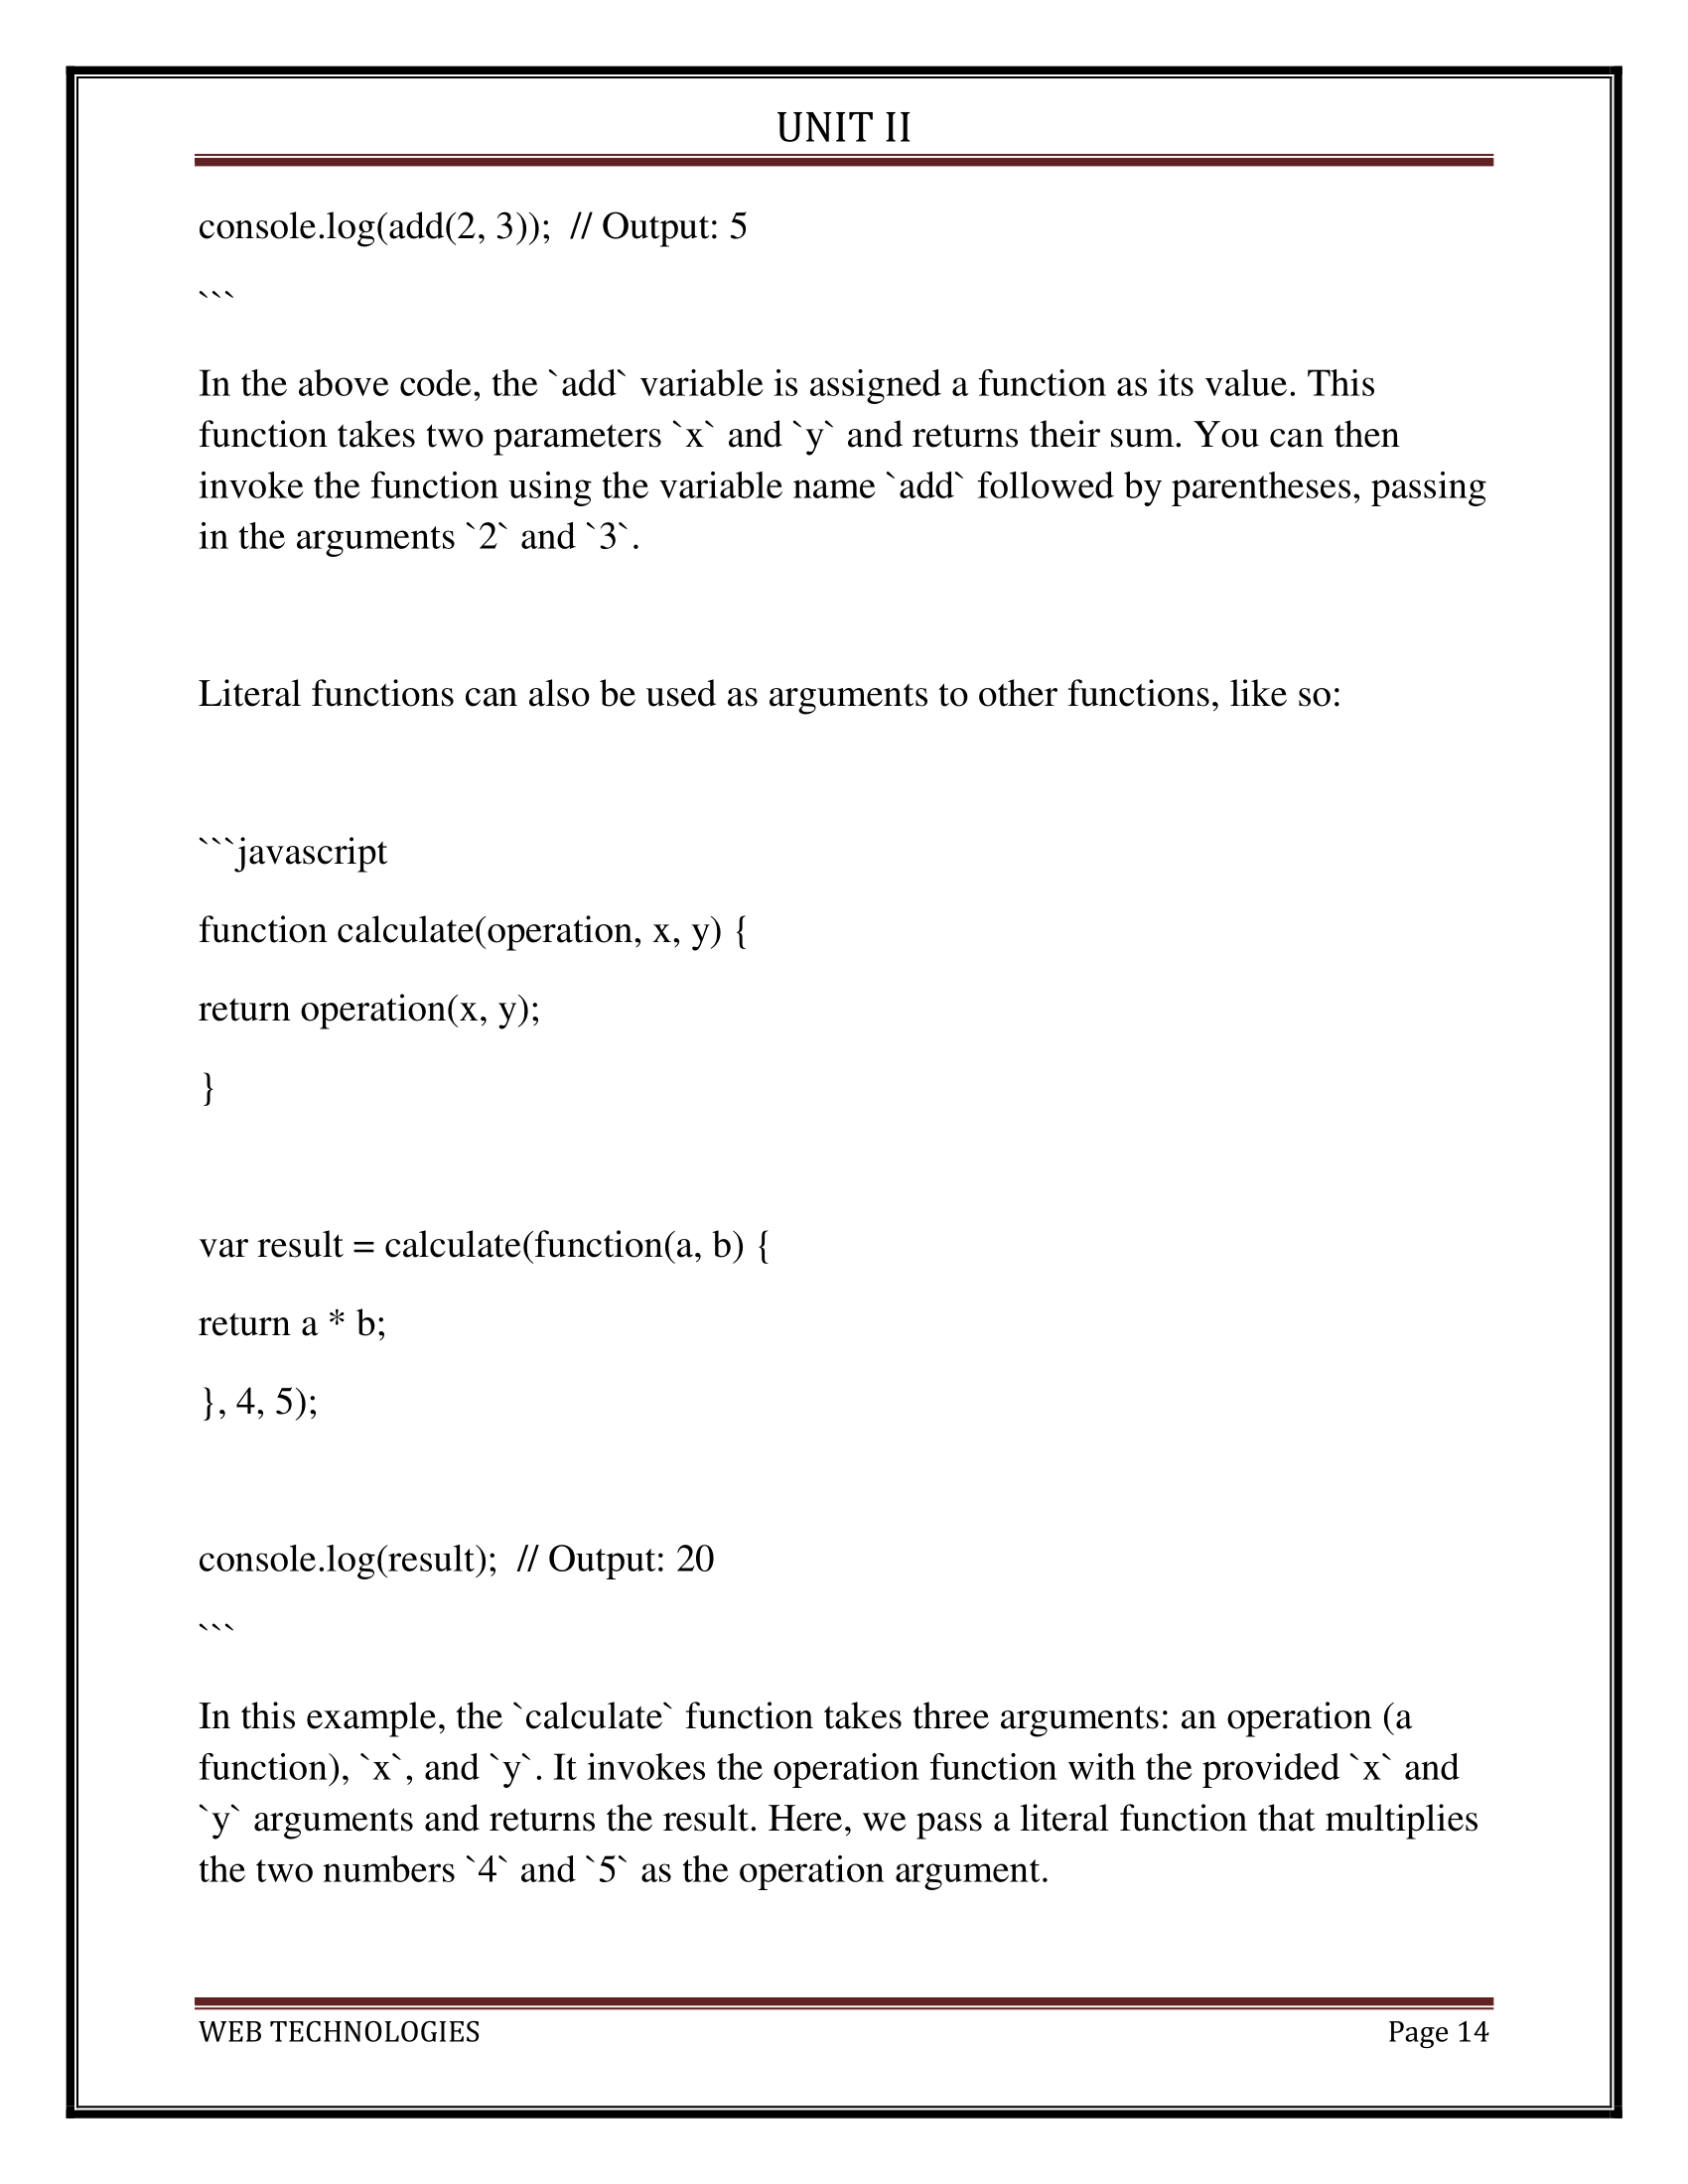 UNIT II
console.log(add(2, 3));  // Output: 5
```
In the above code, the `add` variable is assigned a function as its value. This
function takes two parameters `x` and `y` and returns their sum. You can then
invoke the function using the variable name `add` followed by parentheses, passing
in the arguments `2` and `3`.
Literal functions can also be used as arguments to other functions, like so:
```javascript
function calculate(operation, x, y) {
return operation(x, y);
}
var result = calculate(function(a, b) {
return a * b;
}, 4, 5);
console.log(result);  // Output: 20
```
In this example, the `calculate` function takes three arguments: an operation (a
function), `x`, and `y`. It invokes the operation function with the provided `x` and
`y` arguments and returns the result. Here, we pass a literal function that multiplies
the two numbers `4` and `5` as the operation argument.
WEB TECHNOLOGIES Page 14